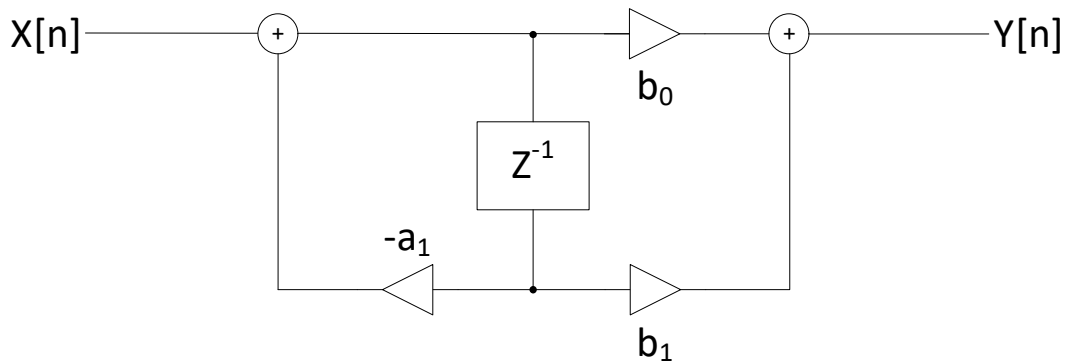 X[n]
+
+
Y[n]
b₀
Z⁻¹
-a₁
b₁